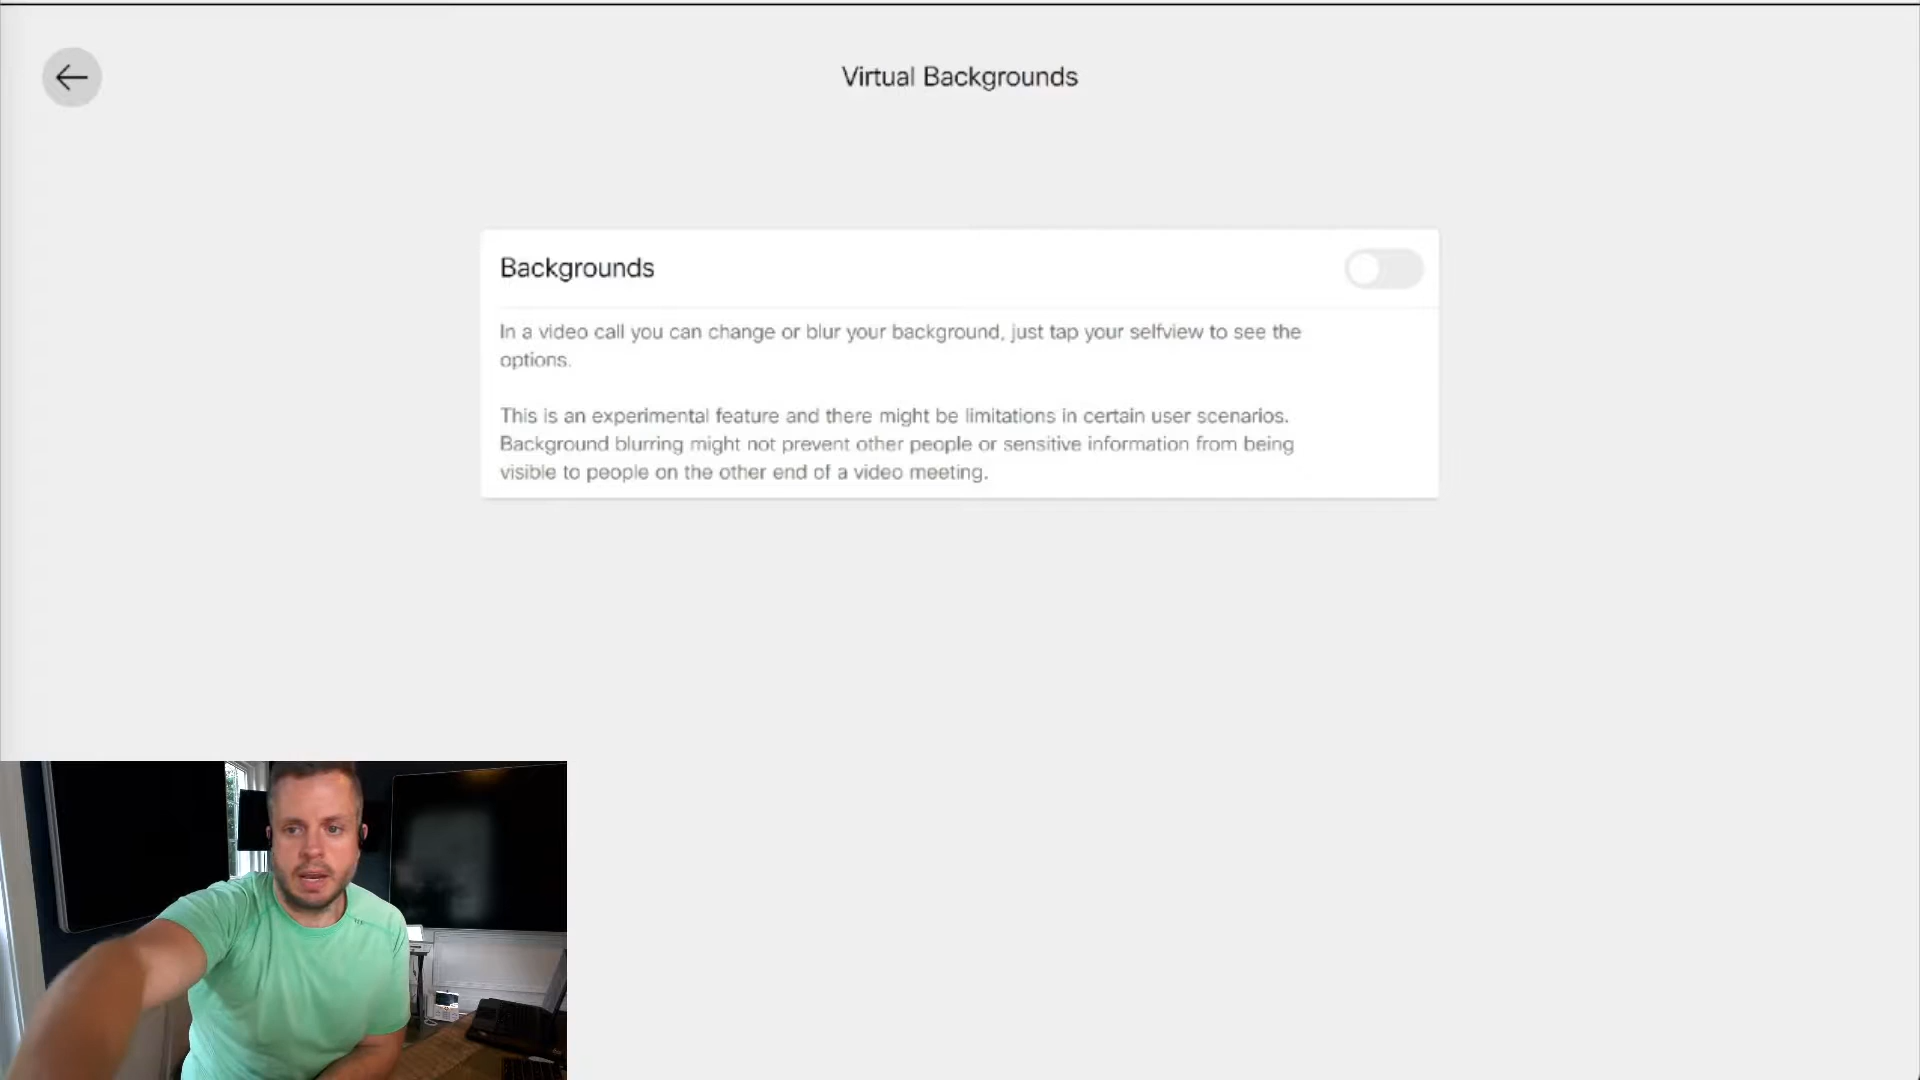 Virtual Backgrounds
Backgrounds
In a video call you can change or blur your background, just tap your selfview to see the
options.
This is an experimental feature and there might be limitations in certain user scenarios.
Background blurring might not prevent other people or sensitive information from being
visible to people on the other end of a video meeting.